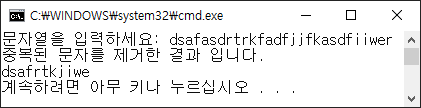 C:\WINDOWS\system32\cmd.exe
문자열을 입력하세요: dsafasdrtrkfadfjjfkasdfiiwer
중복된 문자를 제거한 결과 입니다.
dsafrtkjiwe
계속하려면 아무 키나 누르십시오 . . .